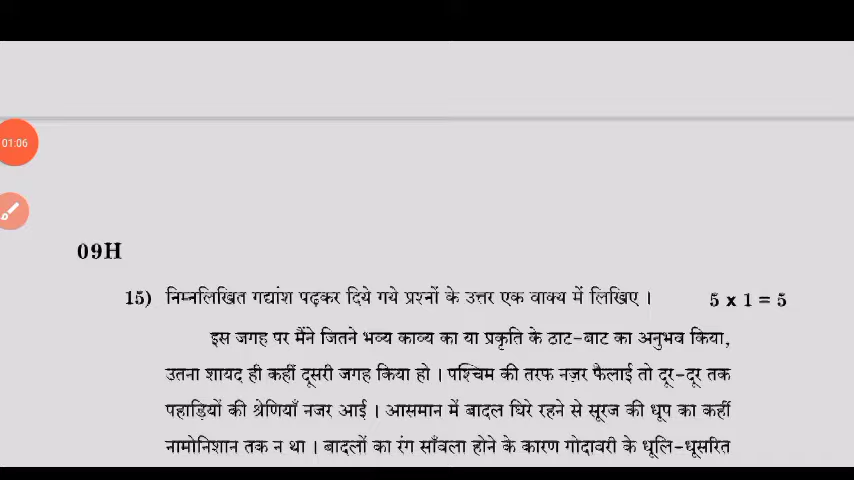 01:06
09H
15) निम्नलिखित गद्यांश पढ़कर दिये गये प्रश्नों के उत्तर एक वाक्य में लिखिए । 5 x 1 = 5
इस जगह पर मैंने जितने भव्य काव्य का या प्रकृति के ठाट-बाट का अनुभव किया,
उतना शायद ही कहीं दूसरी जगह किया हो । पश्चिम की तरफ नज़र फैलाई तो दूर-दूर तक
पहाड़ियों की श्रेणियाँ नजर आई । आसमान में बादल घिरे रहने से सूरज की धूप का कहीं
नामोनिशान तक न था । बादलों का रंग साँवला होने के कारण गोदावरी के धूलि-धूसरित